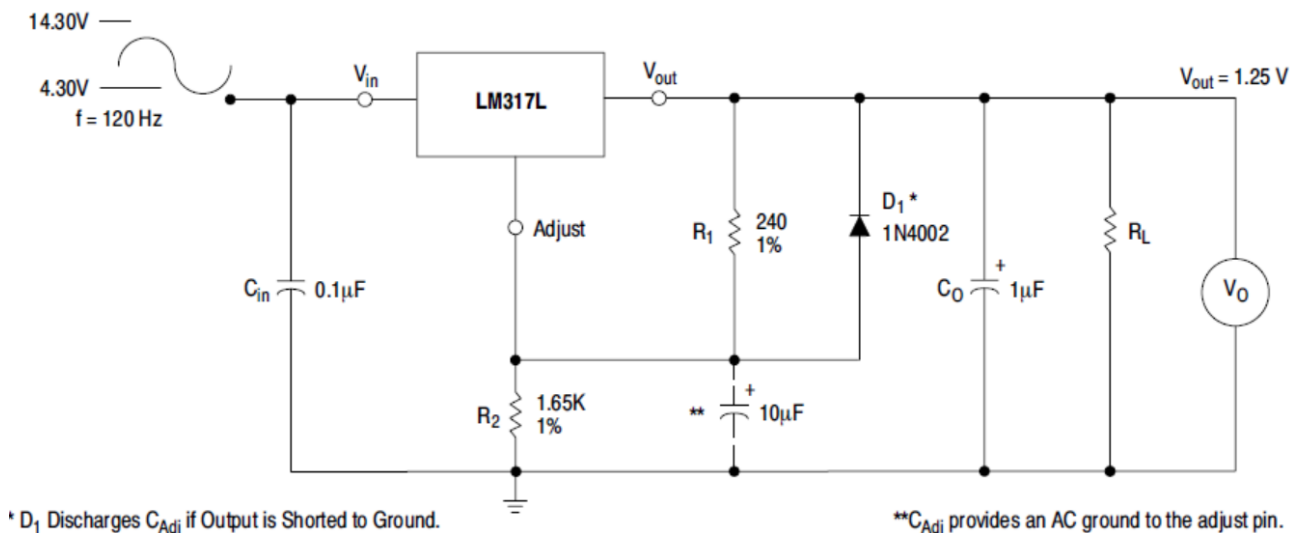 14.30V
4.30V
f = 120 Hz
Vin
LM317L
Vout
Vout = 1.25 V
Adjust
R1
240
1%
D1 *
1N4002
RL
Cin
0.1μF
CO
+
1μF
VO
R2
1.65K
1%
**
+
10μF
* D1 Discharges CAdj if Output is Shorted to Ground.
**CAdj provides an AC ground to the adjust pin.